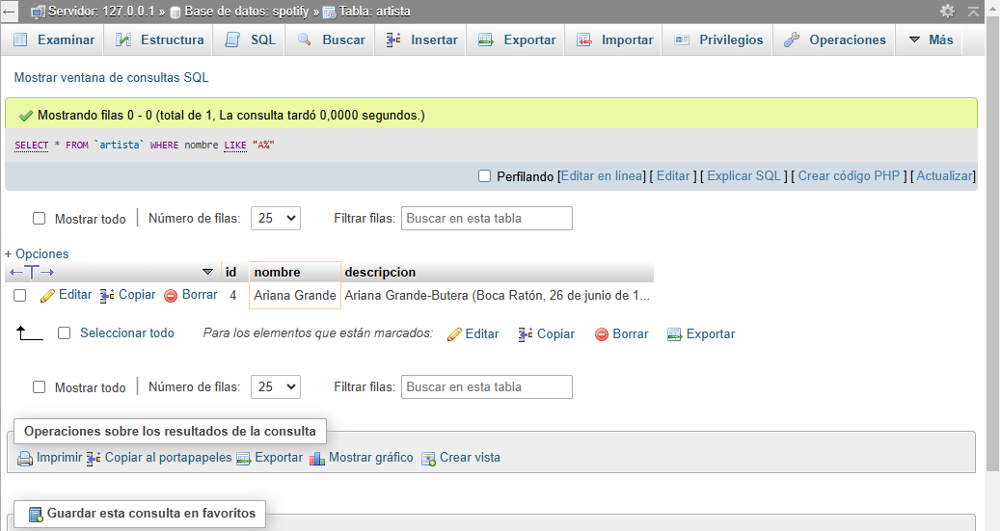 Servidor: 127.0.0.1 » Base de datos: spotify » Tabla: artista
Examinar Estructura SQL Buscar Insertar Exportar Importar Privilegios Operaciones Más
Mostrar ventana de consultas SQL
Mostrando filas 0 - 0 (total de 1, La consulta tardó 0,0000 segundos.)
SELECT * FROM `artista` WHERE nombre LIKE "A%"
Perfilando [Editar en línea] [ Editar ] [ Explicar SQL ] [ Crear código PHP ] [ Actualizar]
Mostrar todo Número de filas: 25 Filtrar filas: Buscar en esta tabla
+ Opciones
id nombre descripcion
Editar Copiar Borrar 4 Ariana Grande Ariana Grande-Butera (Boca Ratón, 26 de junio de 1...
Seleccionar todo Para los elementos que están marcados: Editar Copiar Borrar Exportar
Mostrar todo Número de filas: 25 Filtrar filas: Buscar en esta tabla
Operaciones sobre los resultados de la consulta
Imprimir Copiar al portapapeles Exportar Mostrar gráfico Crear vista
Guardar esta consulta en favoritos